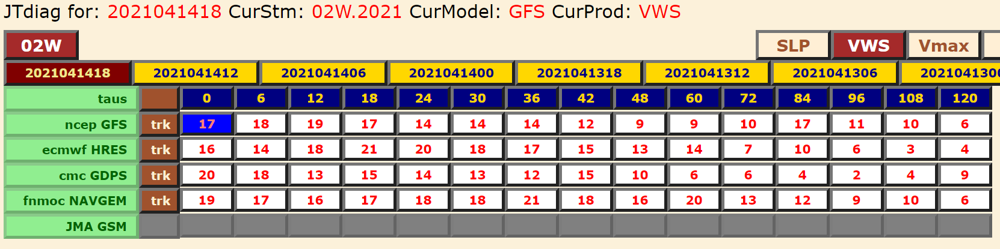 JTdiag for: 2021041418 CurStm: 02W.2021 CurModel: GFS CurProd: VWS
02W SLP VWS Vmax
2021041418 2021041412 2021041406 2021041400 2021041318 2021041312 2021041306 202104130
taus 0 6 12 18 24 30 36 42 48 60 72 84 96 108 120
ncep GFS trk 17 18 19 17 14 14 14 12 9 9 10 17 11 10 6
ecmwf HRES trk 16 14 18 21 20 18 17 15 13 14 7 10 6 3 4
cmc GDPS trk 20 18 13 15 14 13 12 15 10 6 6 4 2 4 9
fnmoc NAVGEM trk 19 17 16 17 18 18 21 18 16 20 13 12 9 10 6
JMA GSM